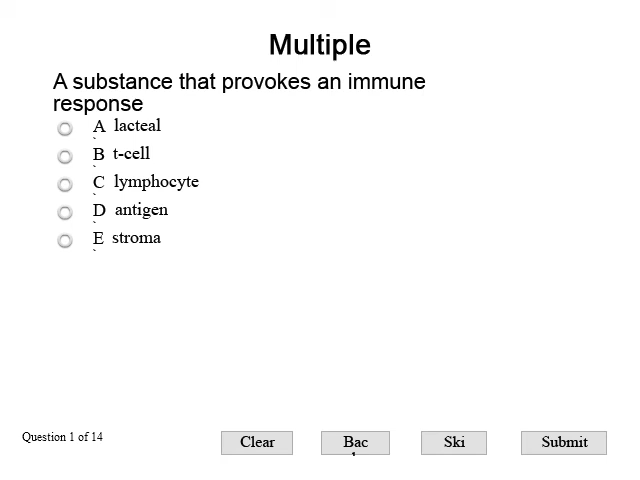 Multiple
A substance that provokes an immune
response
A lacteal
B t-cell
C lymphocyte
D antigen
E stroma
Question 1 of 14
Clear
Bac
Ski
Submit